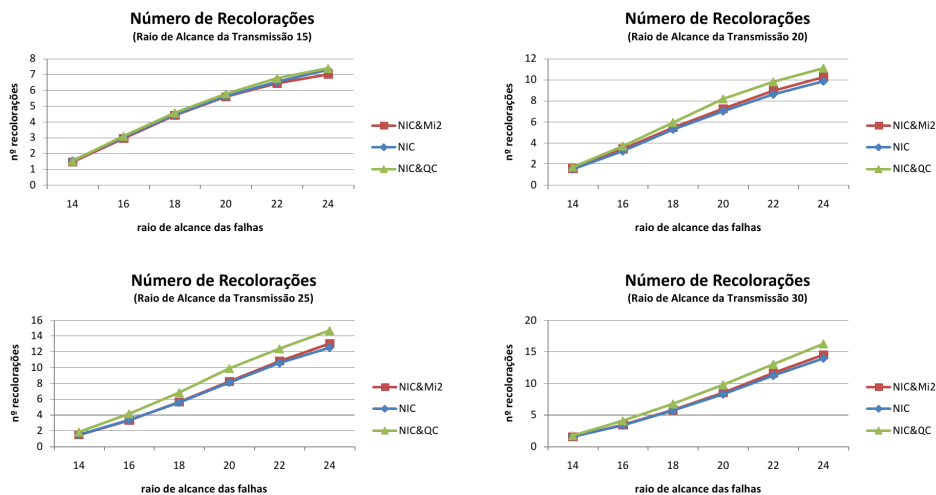 Número de Recolorações
(Raio de Alcance da Transmissão 15)
nº recolorações
8
7
6
5
4
3
2
1
0
14 16 18 20 22 24
raio de alcance das falhas
NIC&Mi2
NIC
NIC&QC
Número de Recolorações
(Raio de Alcance da Transmissão 20)
nº recolorações
12
10
8
6
4
2
0
14 16 18 20 22 24
raio de alcance das falhas
NIC&Mi2
NIC
NIC&QC
Número de Recolorações
(Raio de Alcance da Transmissão 25)
nº recolorações
16
14
12
10
8
6
4
2
0
14 16 18 20 22 24
raio de alcance das falhas
NIC&Mi2
NIC
NIC&QC
Número de Recolorações
(Raio de Alcance da Transmissão 30)
nº recolorações
20
15
10
5
0
14 16 18 20 22 24
raio de alcance das falhas
NIC&Mi2
NIC
NIC&QC